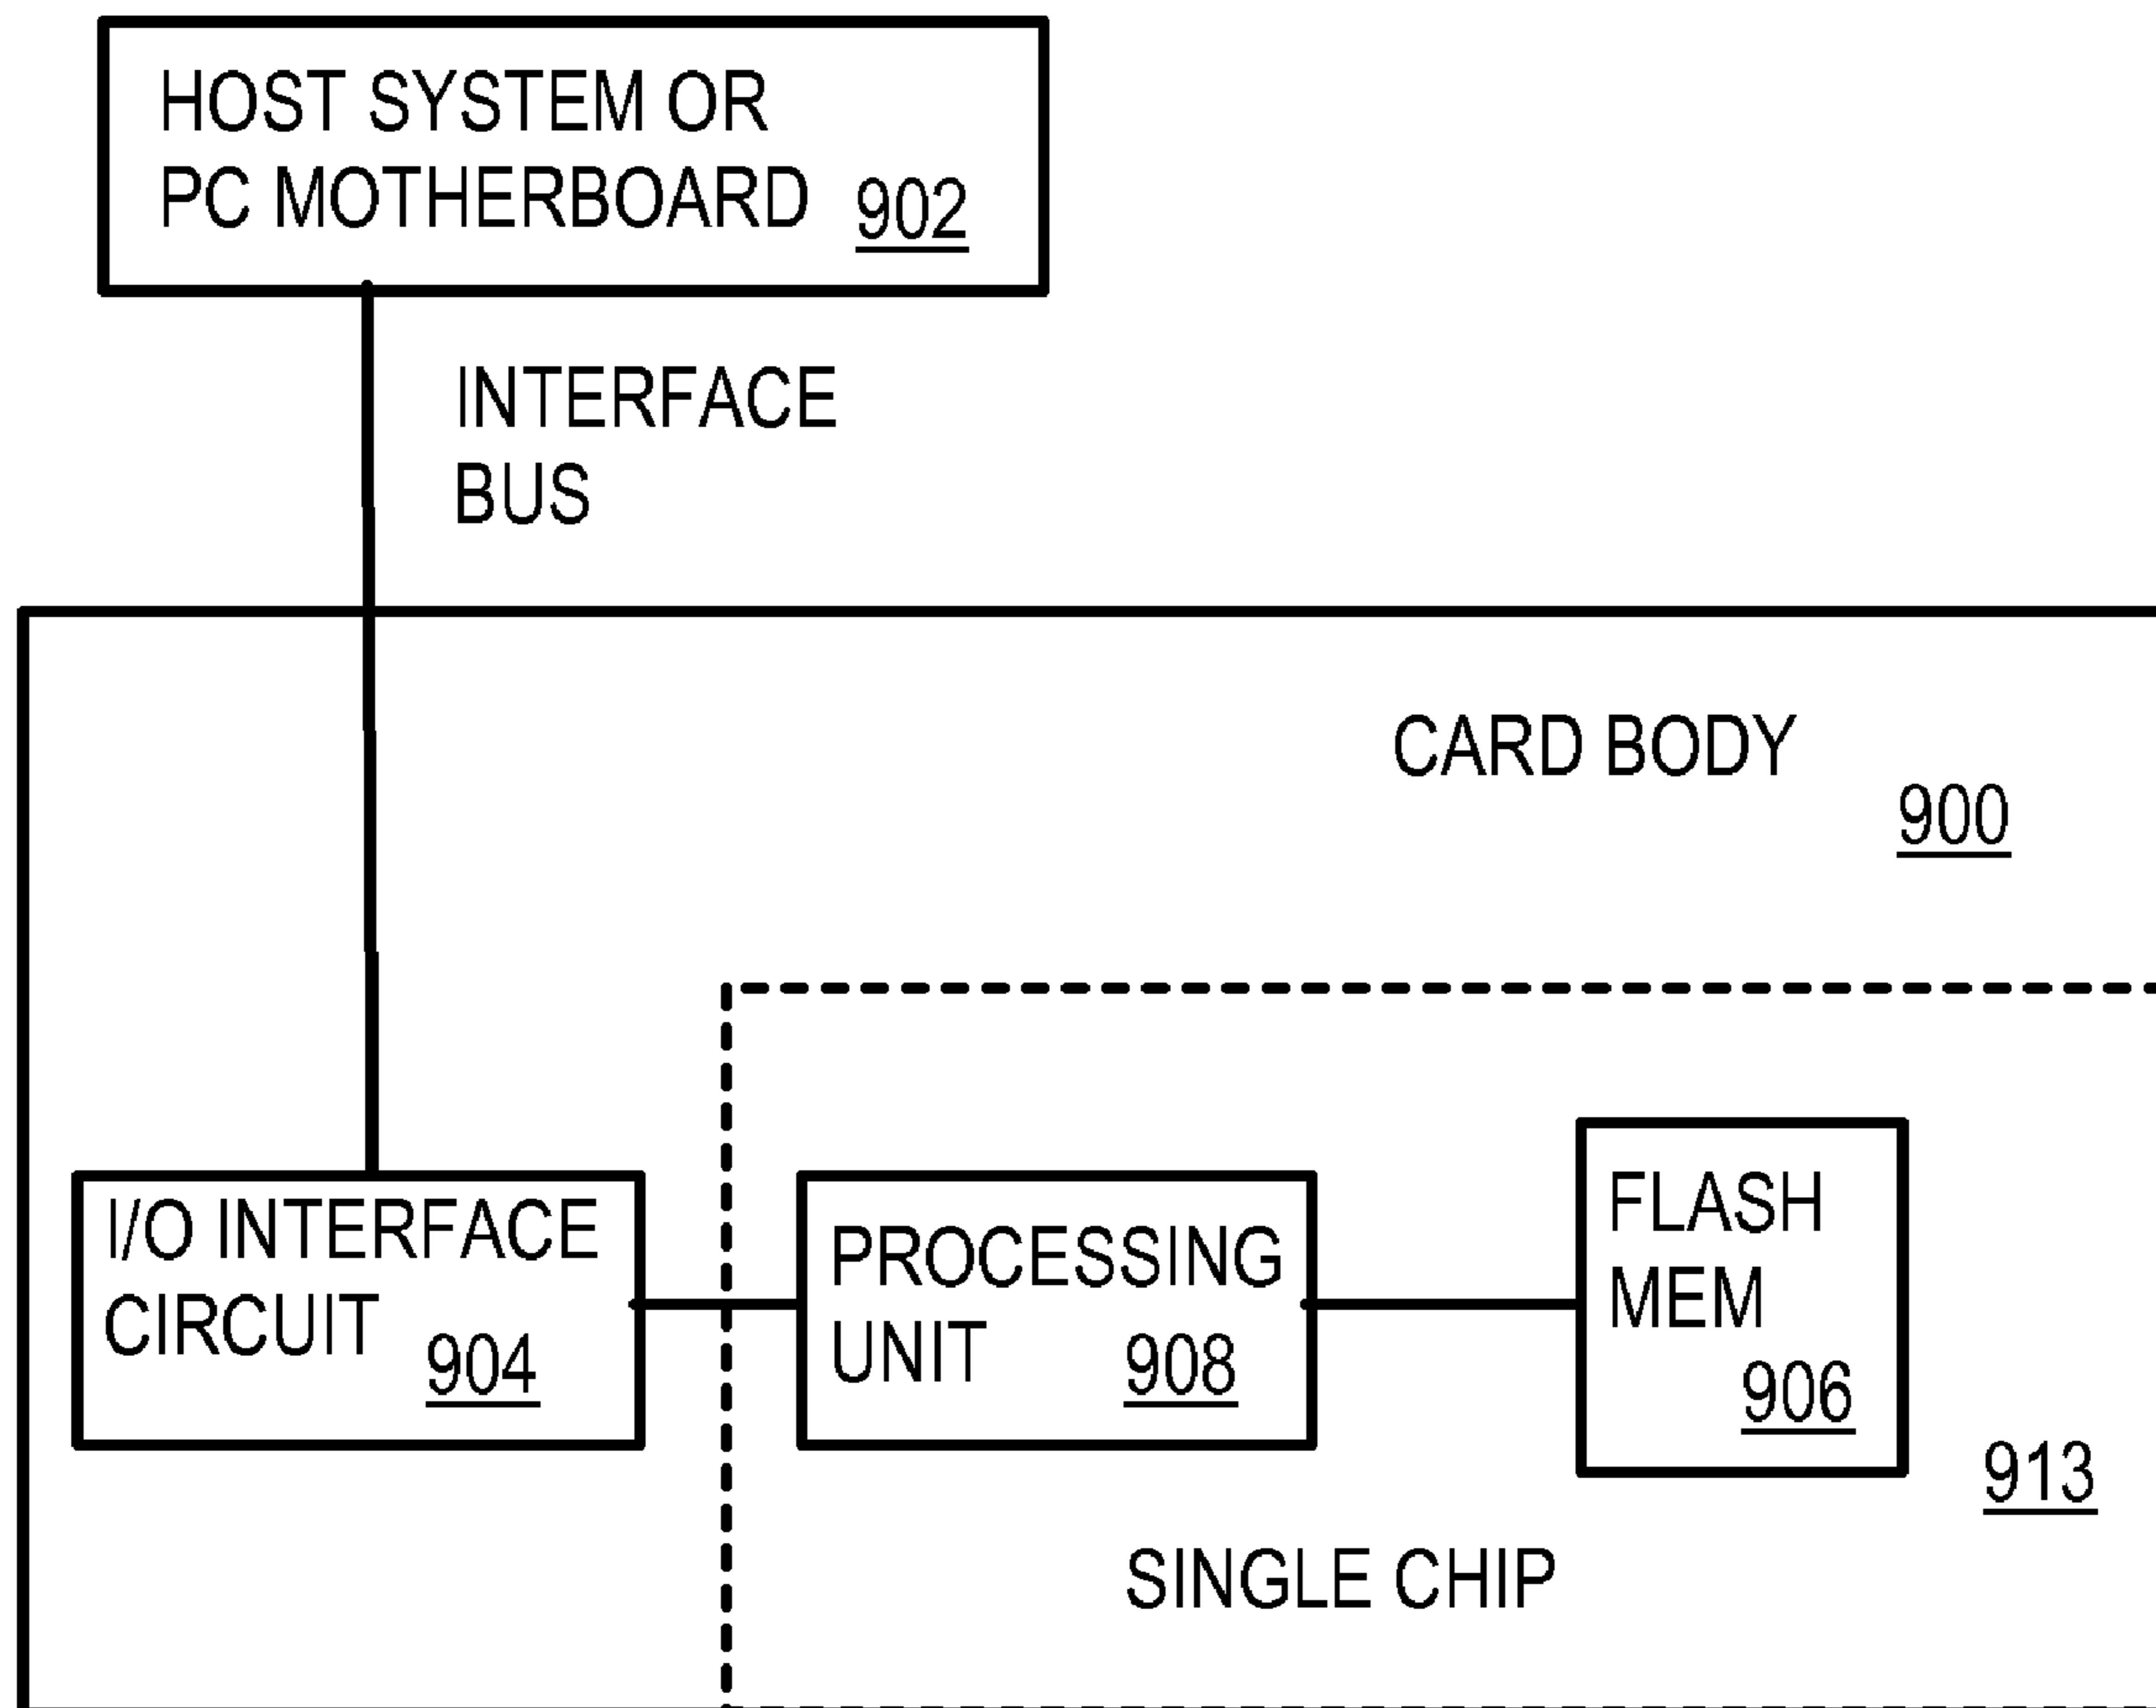 HOST SYSTEM OR
PC MOTHERBOARD 902
INTERFACE
BUS
CARD BODY
900
I/O INTERFACE
CIRCUIT 904
PROCESSING
UNIT 908
FLASH
MEM
906
913
SINGLE CHIP